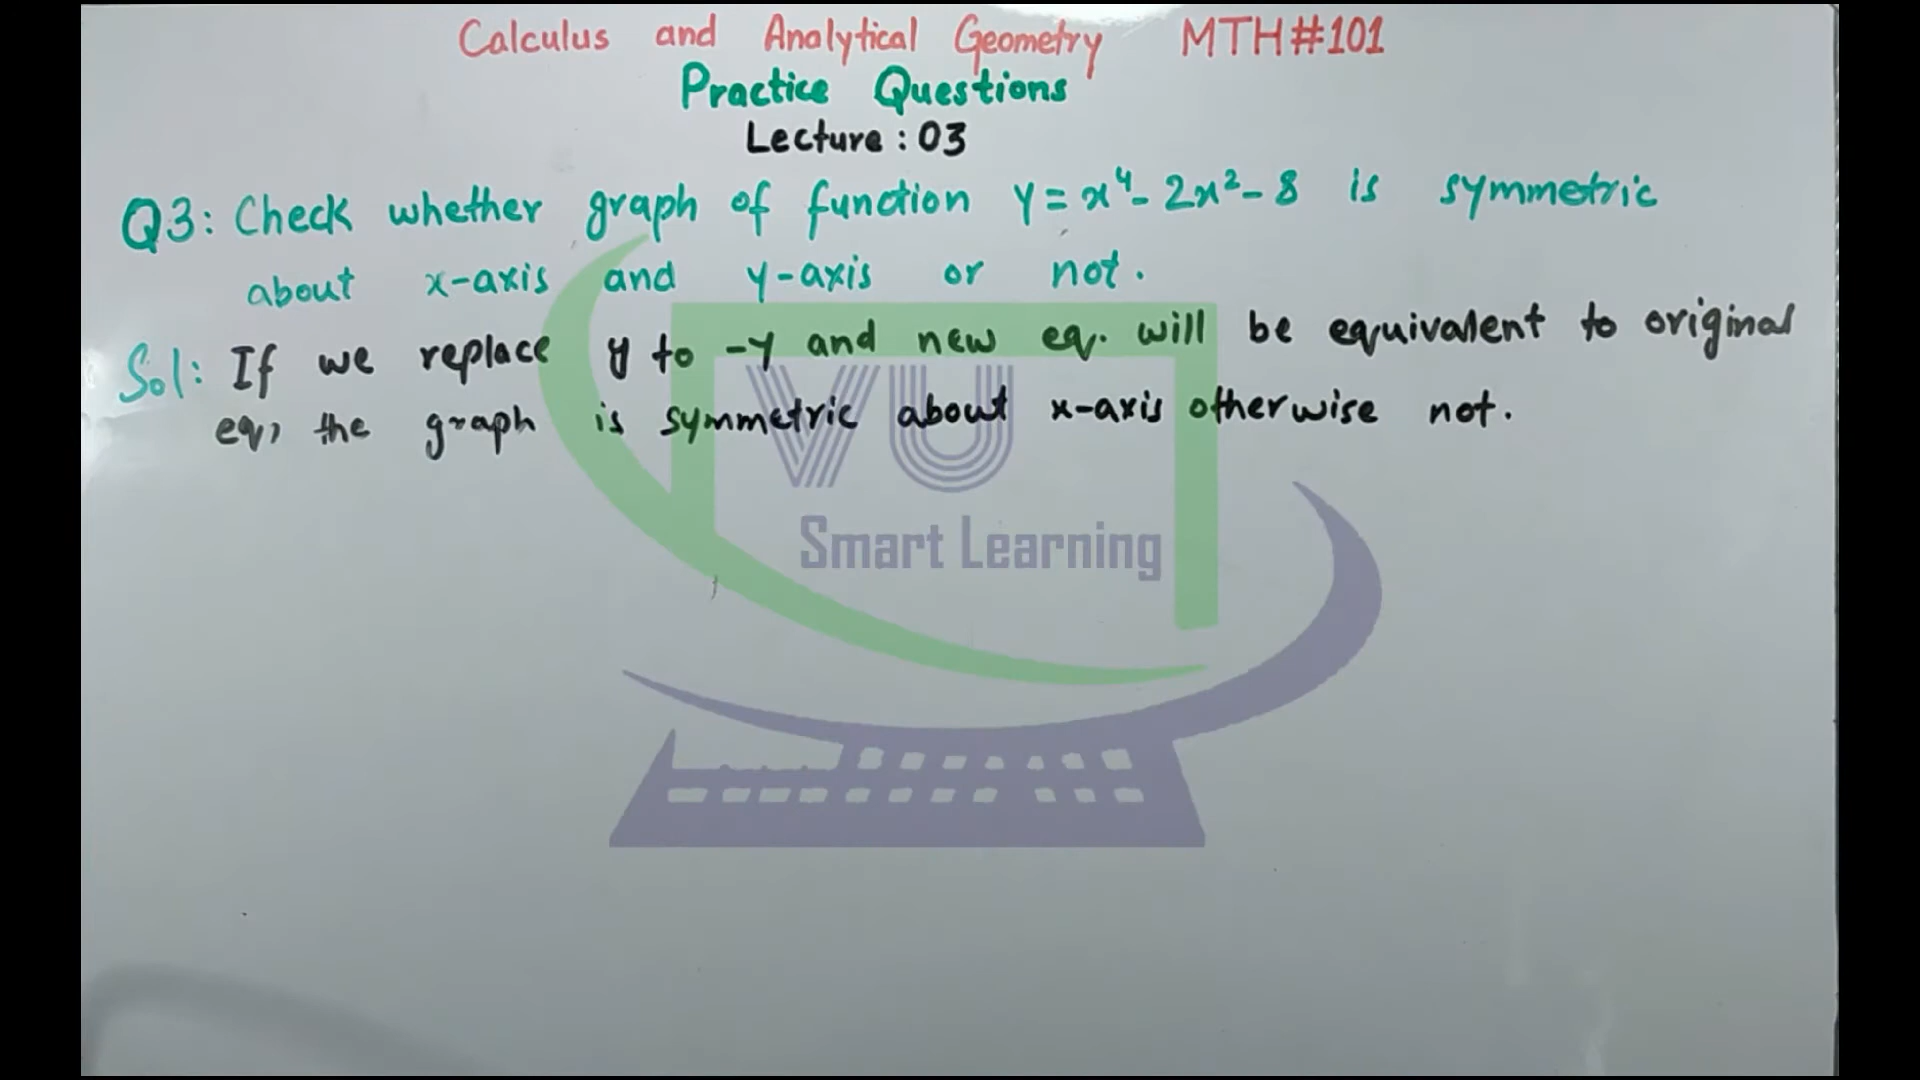 Calculus and Analytical Geometry MTH#101
Practice Questions
Lecture : 03
Q3: Check whether graph of function y = x⁴- 2x² - 8 is symmetric
about x-axis and y-axis or not.
Sol: If we replace y to -y and new eq. will be equivalent to original
eq, the graph is symmetric about x-axis otherwise not.
VU
Smart Learning